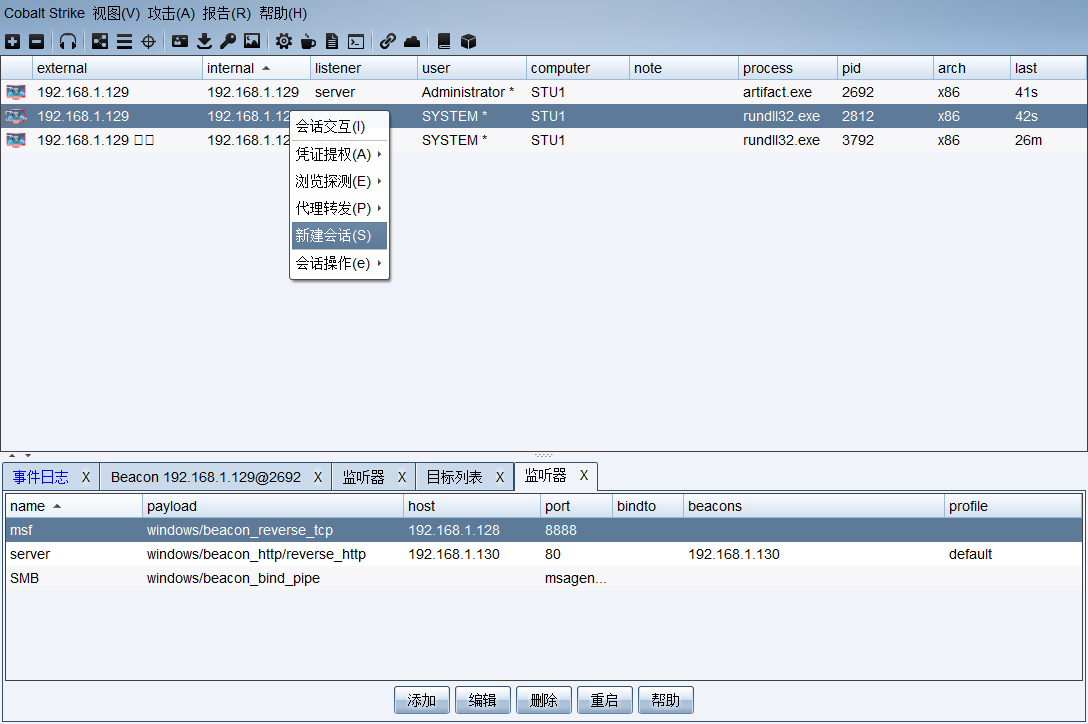 Cobalt Strike 视图(V) 攻击(A) 报告(R) 帮助(H)
external internal listener user computer note process pid arch last
192.168.1.129 192.168.1.129 server Administrator * STU1 artifact.exe 2692 x86 41s
192.168.1.129 192.168.1.12 SYSTEM * STU1 rundll32.exe 2812 x86 42s
192.168.1.129 □□ 192.168.1.12 SYSTEM * STU1 rundll32.exe 3792 x86 26m
会话交互(I)
凭证提权(A)
浏览探测(E)
代理转发(P)
新建会话(S)
会话操作(e)
事件日志 X Beacon 192.168.1.129@2692 X 监听器 X 目标列表 X 监听器 X
name payload host port bindto beacons profile
msf windows/beacon_reverse_tcp 192.168.1.128 8888
server windows/beacon_http/reverse_http 192.168.1.130 80 192.168.1.130 default
SMB windows/beacon_bind_pipe msagen...
添加 编辑 删除 重启 帮助